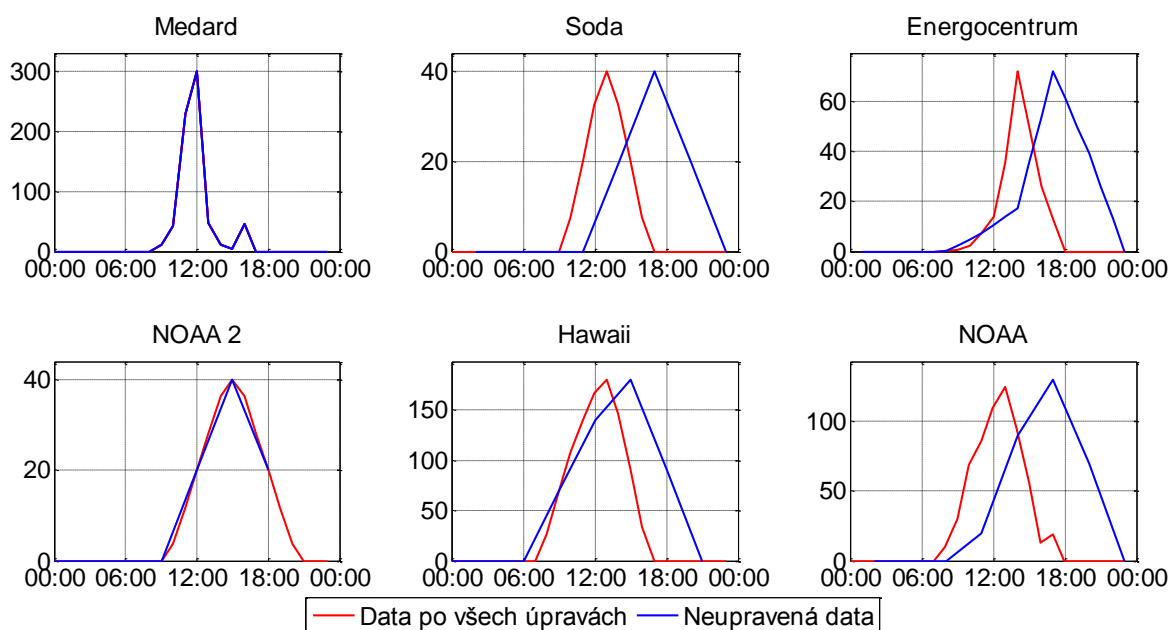 Medard Soda Energocentrum
300 40 60
200 40
100 20 20
0 0 0
00:00 06:00 12:00 18:00 00:00 00:00 06:00 12:00 18:00 00:00 00:00 06:00 12:00 18:00 00:00
NOAA 2 Hawaii NOAA
40 150 100
20 100 50
50
0 0 0
00:00 06:00 12:00 18:00 00:00 00:00 06:00 12:00 18:00 00:00 00:00 06:00 12:00 18:00 00:00
Data po všech úpravách Neupravená data